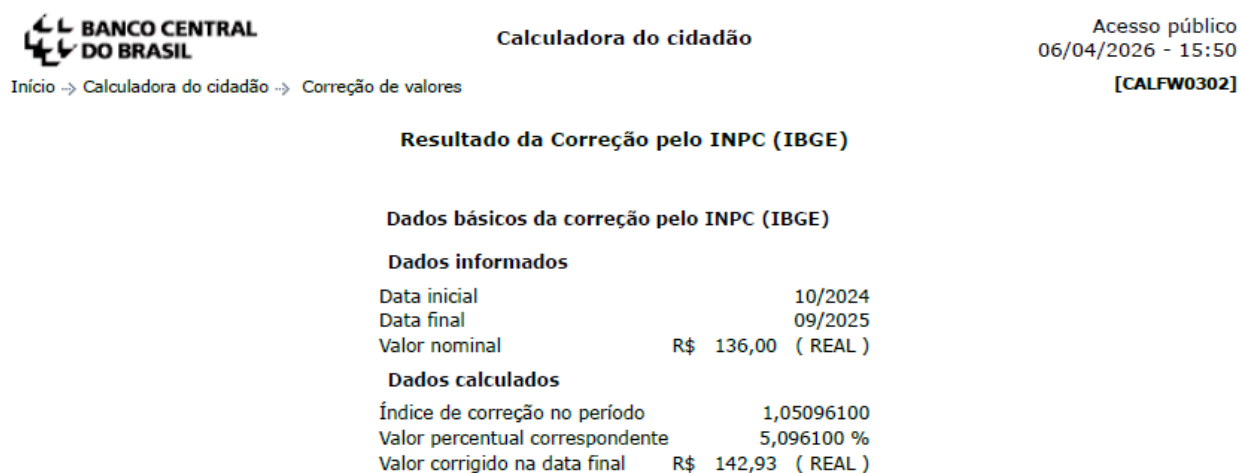 BANCO CENTRAL
DO BRASIL
Calculadora do cidadão
Acesso público
06/04/2026 - 15:50
Início --> Calculadora do cidadão --> Correção de valores
[CALFW0302]
Resultado da Correção pelo INPC (IBGE)
Dados básicos da correção pelo INPC (IBGE)
Dados informados
Data inicial 10/2024
Data final 09/2025
Valor nominal R$ 136,00 ( REAL )
Dados calculados
Índice de correção no período 1,05096100
Valor percentual correspondente 5,096100 %
Valor corrigido na data final R$ 142,93 ( REAL )